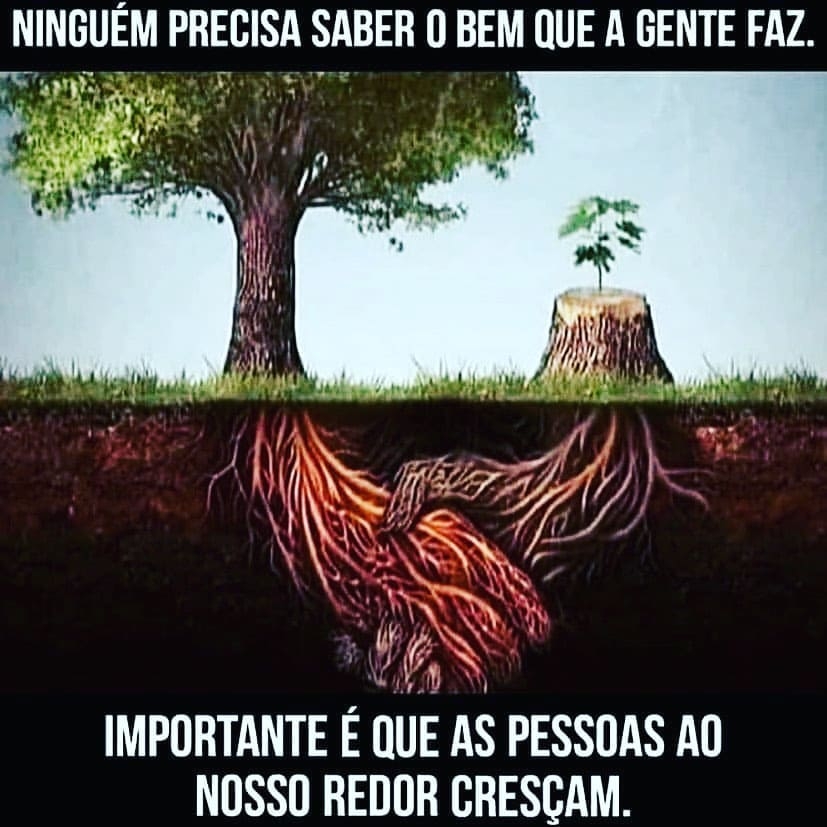 NINGUÉM PRECISA SABER O BEM QUE A GENTE FAZ.
IMPORTANTE É QUE AS PESSOAS AO
NOSSO REDOR CRESÇAM.